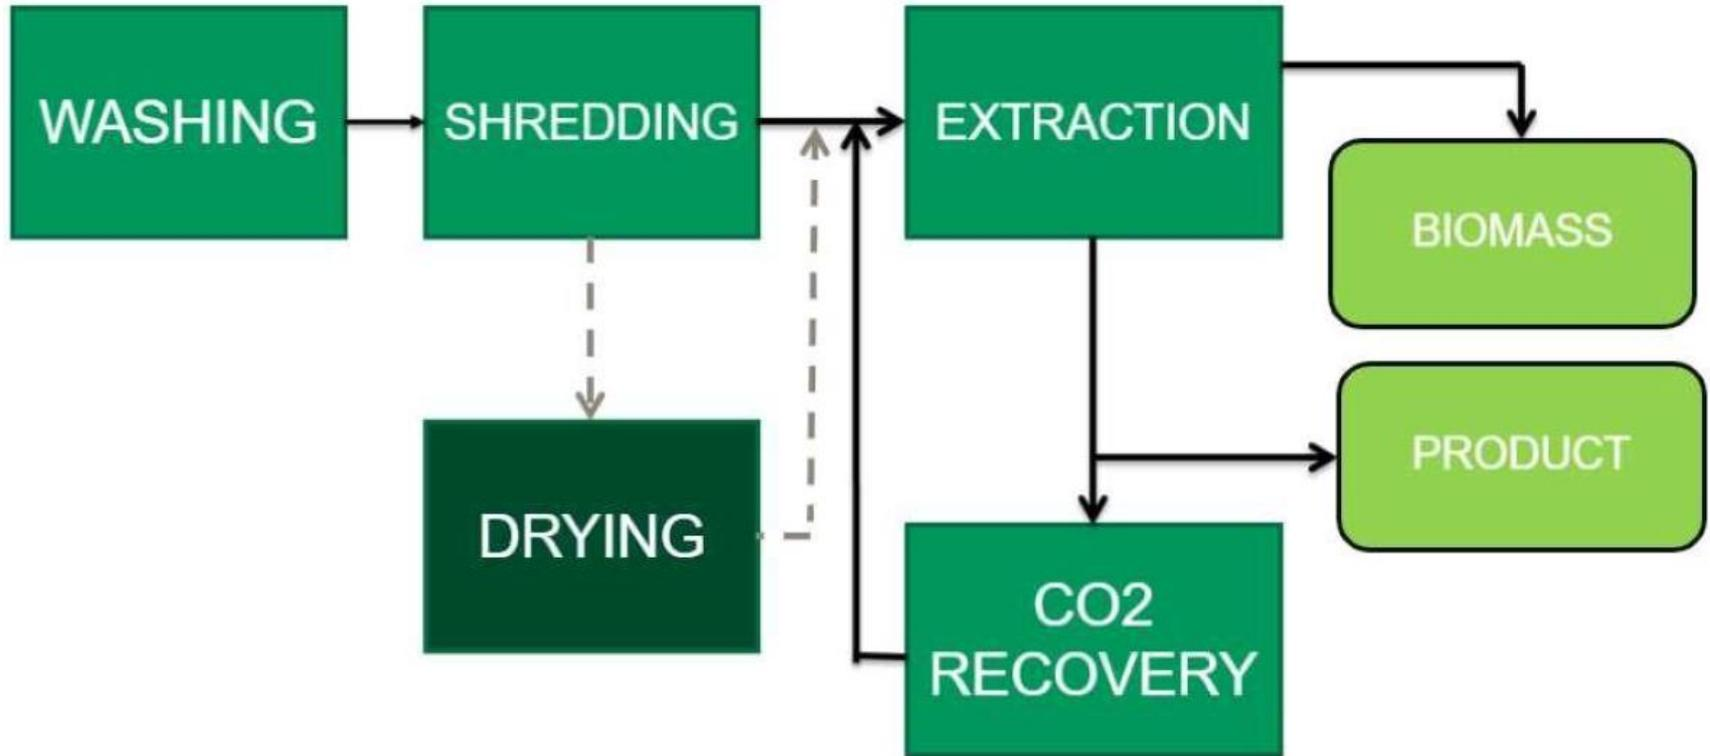 WASHING
SHREDDING
EXTRACTION
BIOMASS
PRODUCT
DRYING
CO2
RECOVERY